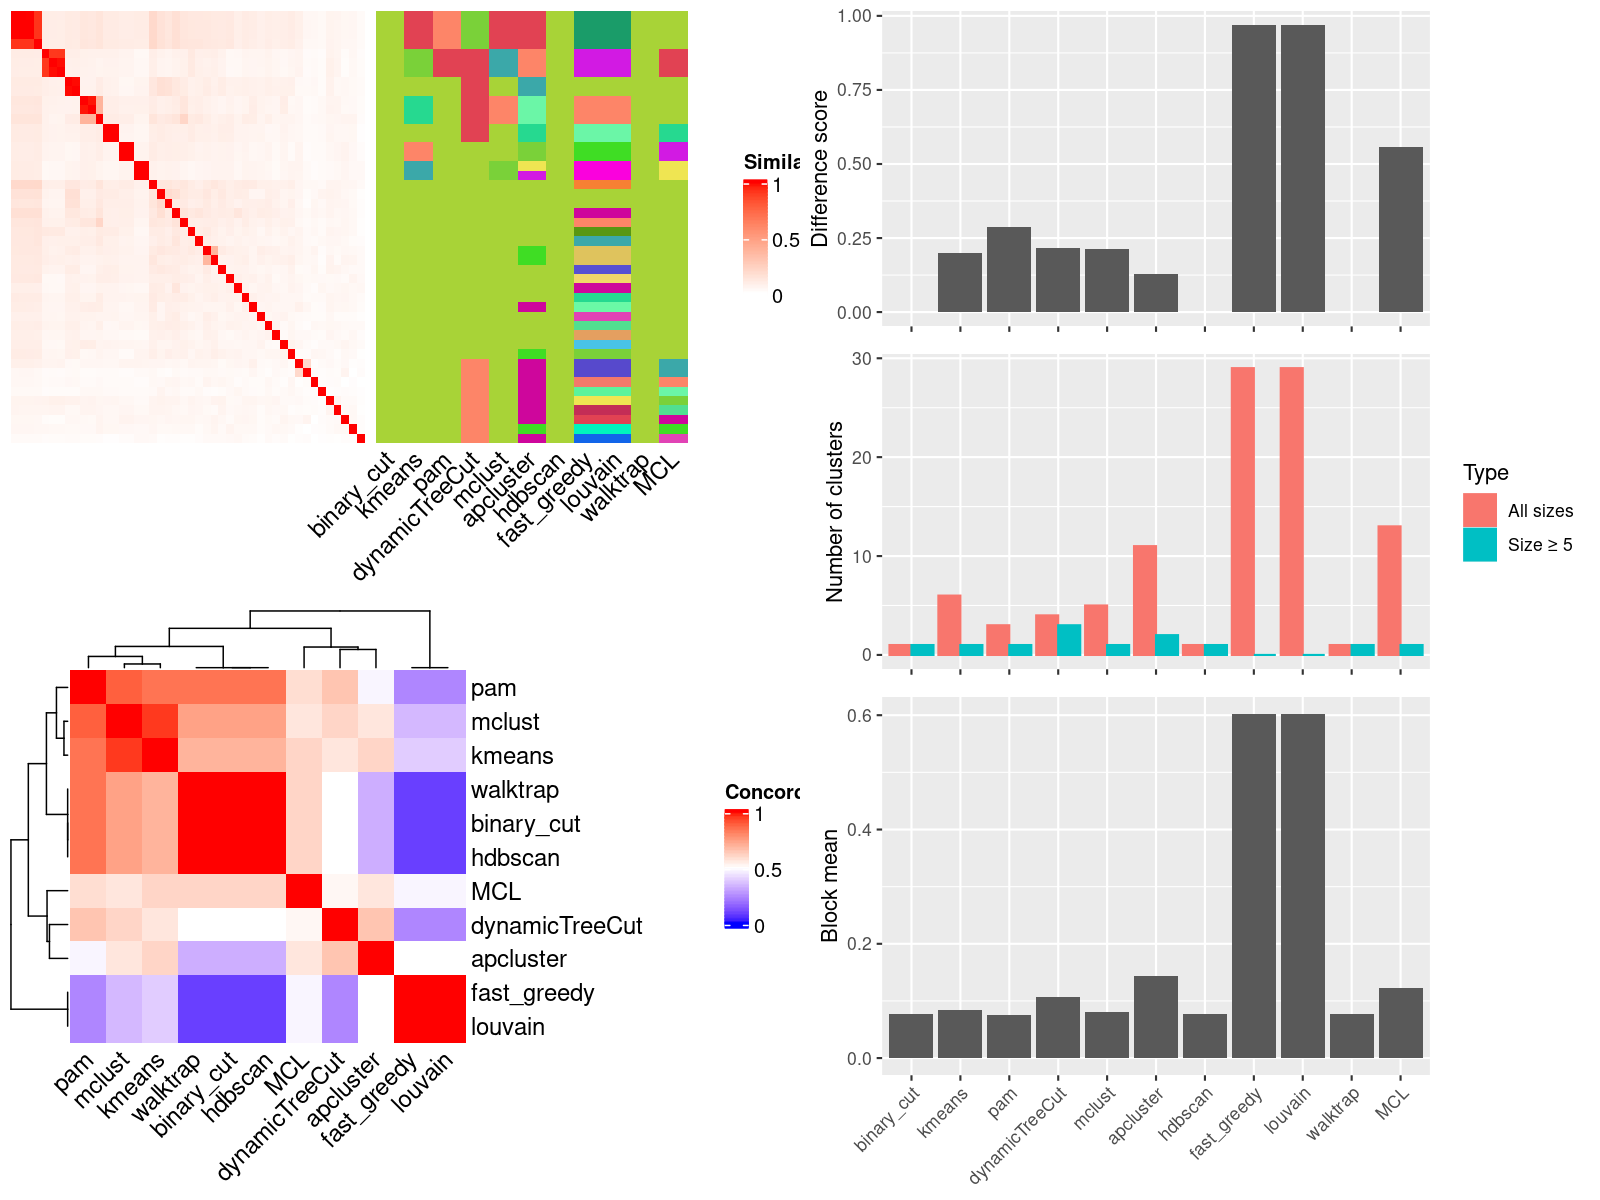 Simila
1
0.5
0
binary_cut
kmeans
pam
dynamicTreeCut
mclust
apcluster
hdbscan
fast_greedy
louvain
walktrap
MCL
pam
mclust
kmeans
walktrap
binary_cut
hdbscan
MCL
dynamicTreeCut
apcluster
fast_greedy
louvain
Concord
1
0.5
0
pam
mclust
kmeans
walktrap
binary_cut
hdbscan
MCL
dynamicTreeCut
apcluster
fast_greedy
louvain
Difference score
1.00
0.75
0.50
0.25
0.00
Number of clusters
30
20
10
0
Type
All sizes
Size ≥ 5
Block mean
0.6
0.4
0.2
0.0
binary_cut
kmeans
pam
dynamicTreeCut
mclust
apcluster
hdbscan
fast_greedy
louvain
walktrap
MCL